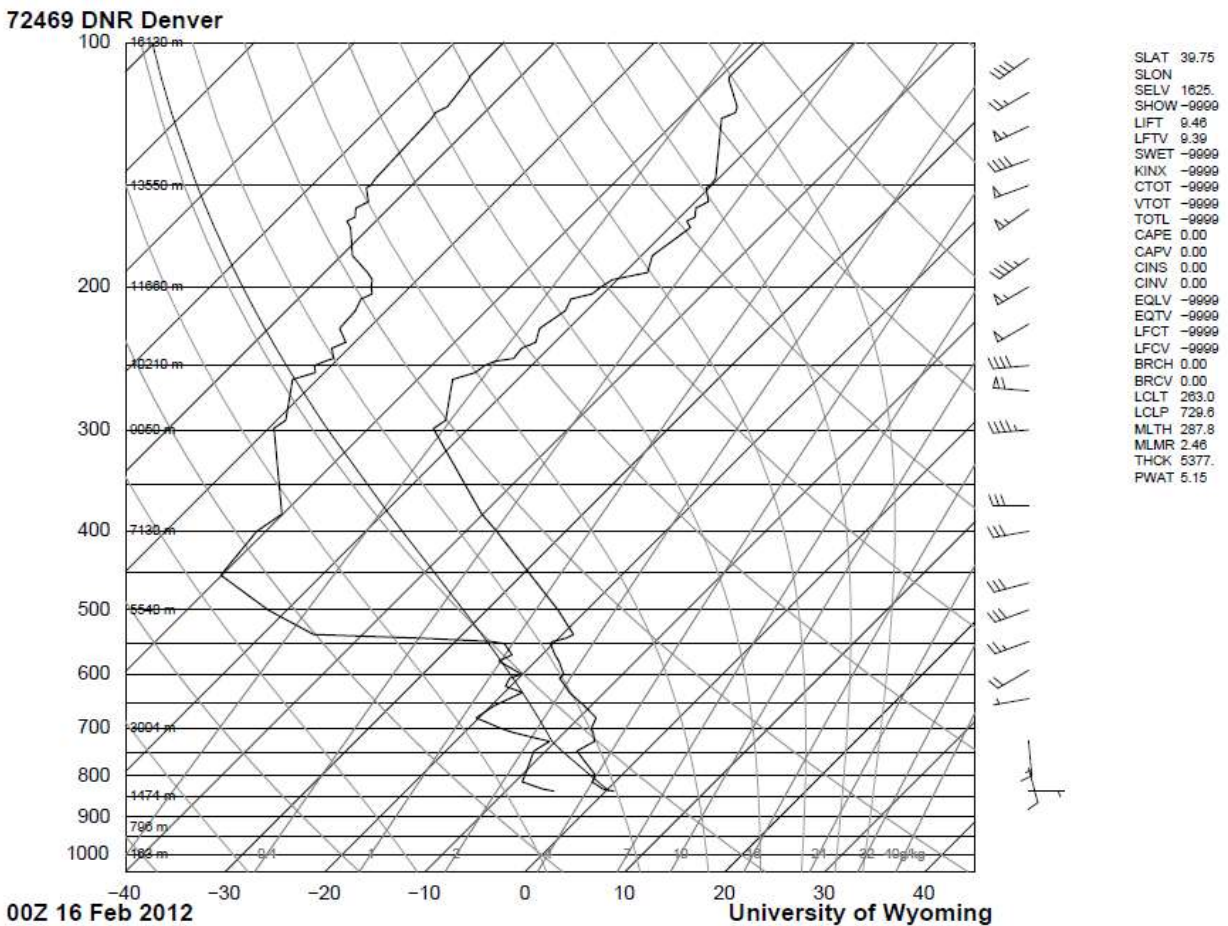 72469 DNR Denver
100
16130 m
13550 m
200
11660 m
10210 m
300
9050 m
400
7130 m
500
5540 m
600
700
3004 m
800
1474 m
900
796 m
1000
163 m
0.1 1 2 4 7 10 16 21 32 40g/kg
−40 −30 −20 −10 0 10 20 30 40
00Z 16 Feb 2012
University of Wyoming
SLAT 39.75
SLON
SELV 1625.
SHOW −9999
LIFT 9.46
LFTV 9.39
SWET −9999
KINX −9999
CTOT −9999
VTOT −9999
TOTL −9999
CAPE 0.00
CAPV 0.00
CINS 0.00
CINV 0.00
EQLV −9999
EQTV −9999
LFCT −9999
LFCV −9999
BRCH 0.00
BRCV 0.00
LCLT 263.0
LCLP 729.6
MLTH 287.8
MLMR 2.46
THCK 5377.
PWAT 5.15